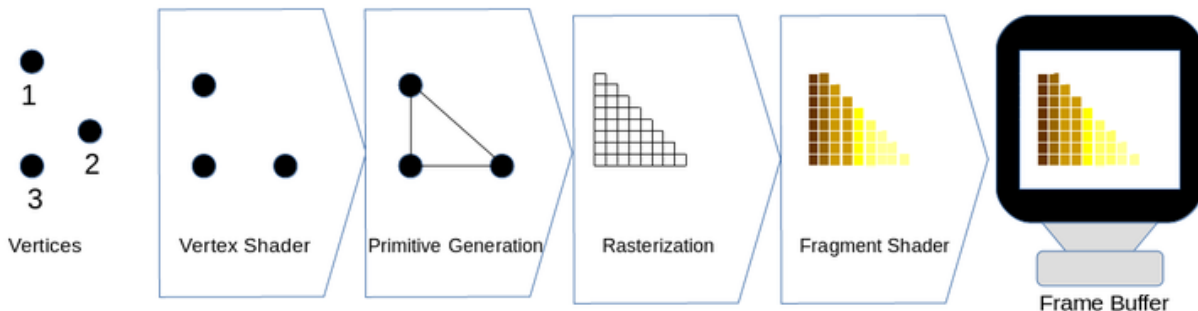 1
2
3
Vertices
Vertex Shader
Primitive Generation
Rasterization
Fragment Shader
Frame Buffer